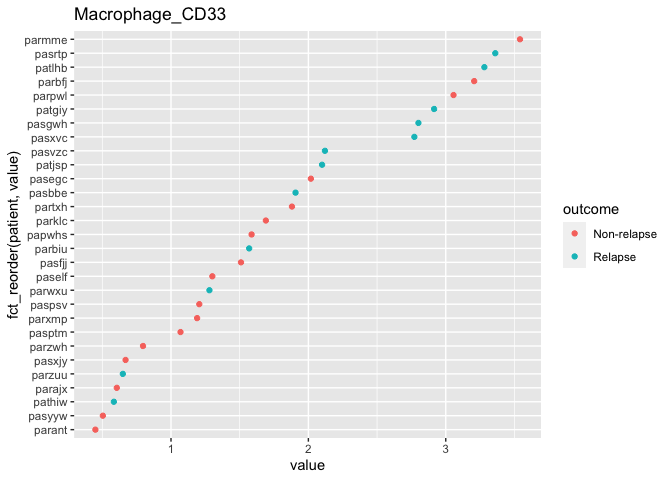 Macrophage_CD33
fct_reorder(patient, value)
parmme
pasrtp
patlhb
parbfj
parpwl
patgiy
pasgwh
pasxvc
pasvzc
patjsp
pasegc
pasbbe
partxh
parklc
papwhs
parbiu
pasfjj
paself
parwxu
paspsv
parxmp
pasptm
parzwh
pasxjy
parzuu
parajx
pathiw
pasyyw
parant
1 2 3
value
outcome
Non-relapse
Relapse